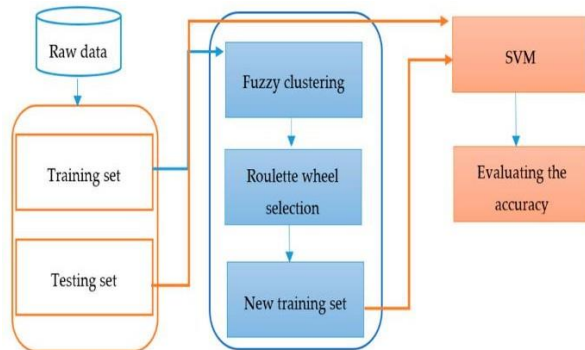 Raw data
Training set
Testing set
Fuzzy clustering
Roulette wheel
selection
New training set
SVM
Evaluating the
accuracy